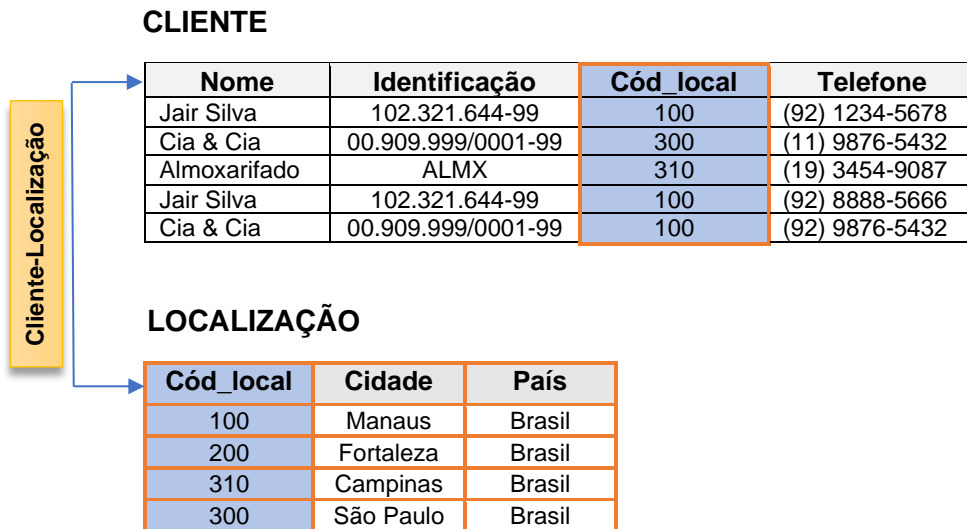 CLIENTE
Nome Identificação Cód_local Telefone
Jair Silva 102.321.644-99 100 (92) 1234-5678
Cia & Cia 00.909.999/0001-99 300 (11) 9876-5432
Almoxarifado ALMX 310 (19) 3454-9087
Jair Silva 102.321.644-99 100 (92) 8888-5666
Cia & Cia 00.909.999/0001-99 100 (92) 9876-5432
Cliente-Localização
LOCALIZAÇÃO
Cód_local Cidade País
100 Manaus Brasil
200 Fortaleza Brasil
310 Campinas Brasil
300 São Paulo Brasil